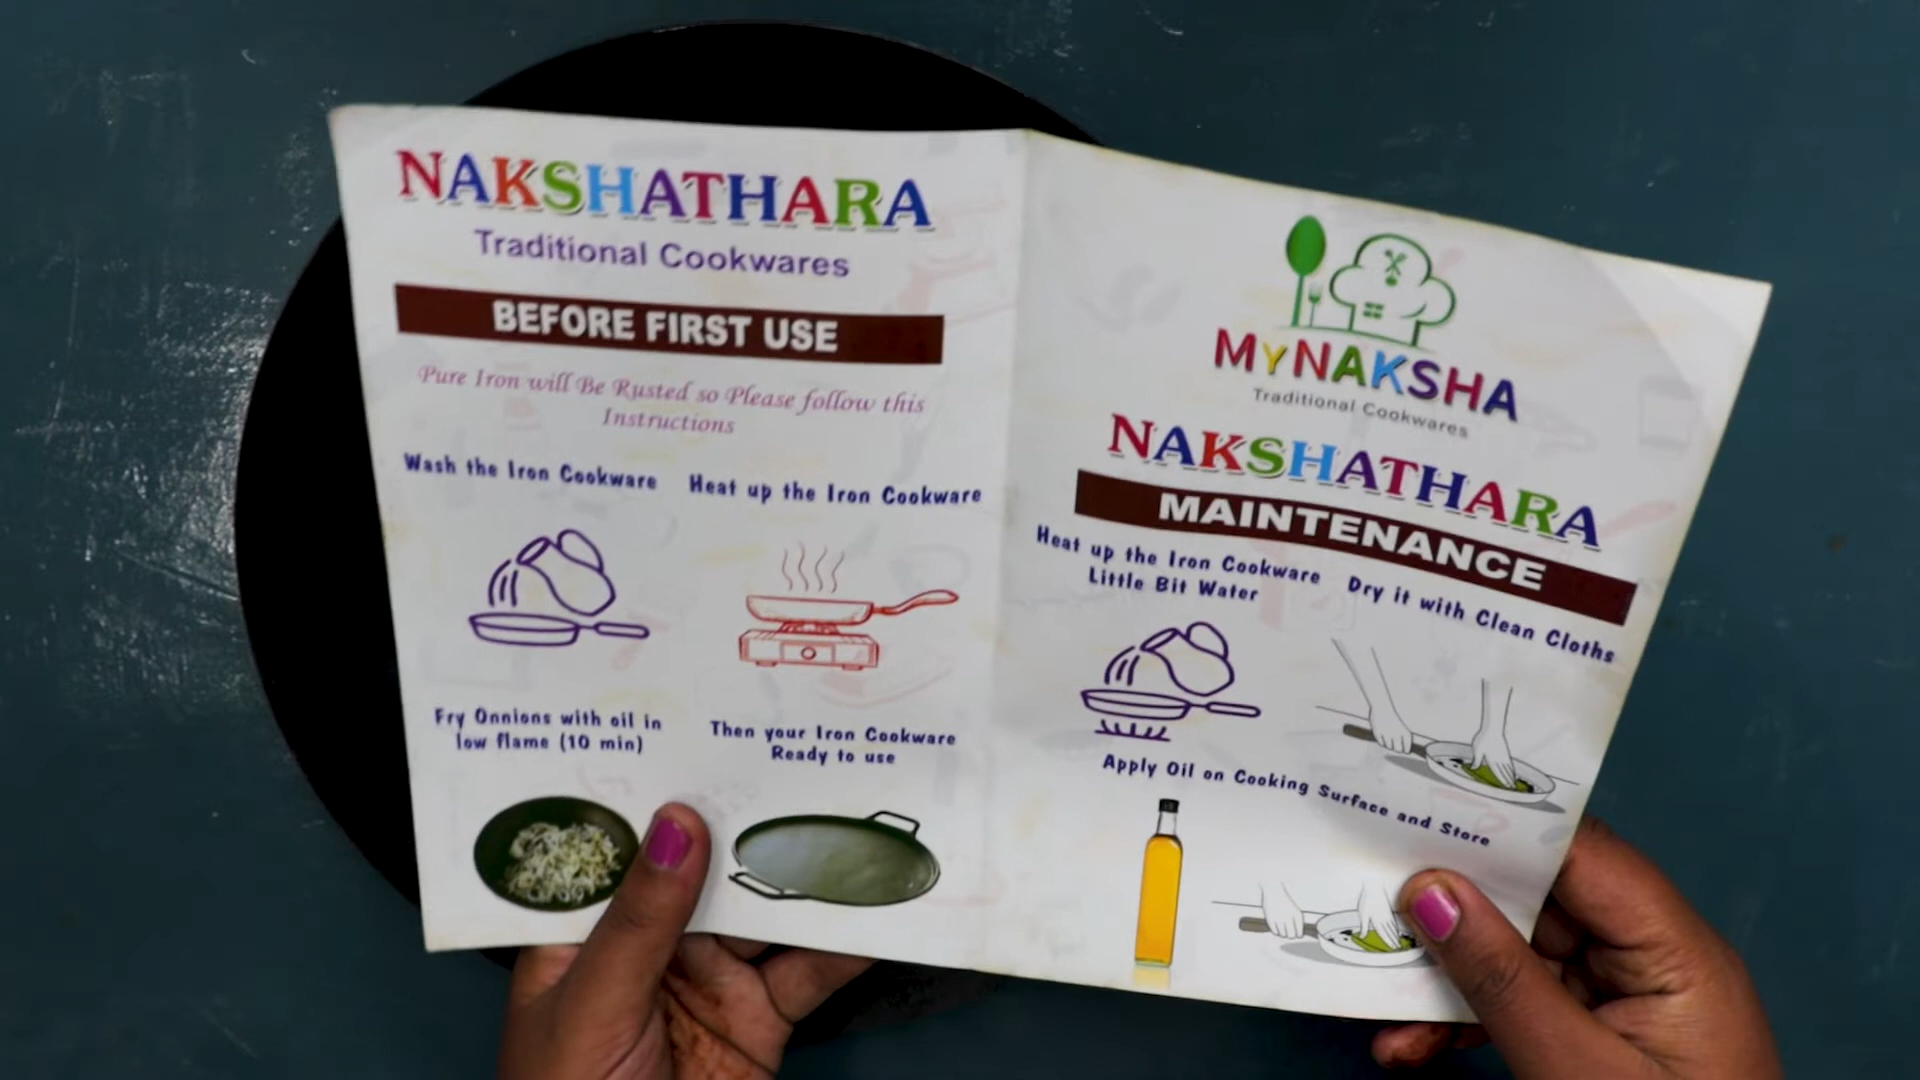 NAKSHATHARA
Traditional Cookwares
BEFORE FIRST USE
Pure Iron will Be Rusted so Please follow this
Instructions
Wash the Iron Cookware
Heat up the Iron Cookware
Fry Onnions with oil in
low flame (10 min)
Then your Iron Cookware
Ready to use
MYNAKSHA
Traditional Cookwares
NAKSHATHARA
MAINTENANCE
Heat up the Iron Cookware
Little Bit Water
Dry it with Clean Cloths
Apply Oil on Cooking Surface and Store